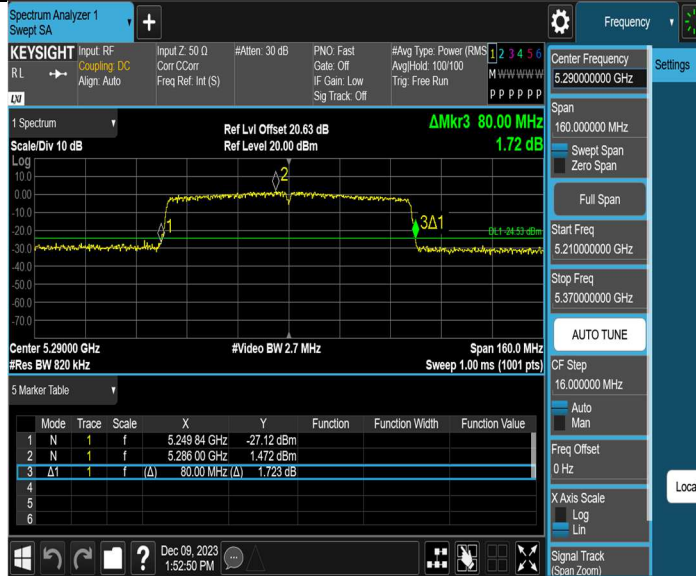 Spectrum Analyzer 1
Swept SA
+
Frequency
KEYSIGHT
RL
LXI
Input: RF
Coupling: DC
Align: Auto
Input Z: 50 Ω
Corr CCorr
Freq Ref: Int (S)
#Atten: 30 dB
PNO: Fast
Gate: Off
IF Gain: Low
Sig Track: Off
#Avg Type: Power (RMS
Avg|Hold: 100/100
Trig: Free Run
1 2 3 4 5 6
M W W W W W
P P P P P P
1 Spectrum
Scale/Div 10 dB
Ref Lvl Offset 20.63 dB
Ref Level 20.00 dBm
ΔMkr3 80.00 MHz
1.72 dB
Log
10.0
0.00
-10.0
-20.0
-30.0
-40.0
-50.0
-60.0
-70.0
1
2
3Δ1
DL1 -24.53 dBm
Center 5.29000 GHz
#Video BW 2.7 MHz
Span 160.0 MHz
#Res BW 820 kHz
Sweep 1.00 ms (1001 pts)
5 Marker Table
Mode Trace Scale X Y Function Function Width Function Value
1 N 1 f 5.249 84 GHz -27.12 dBm
2 N 1 f 5.286 00 GHz 1.472 dBm
3 Δ1 1 f (Δ) 80.00 MHz (Δ) 1.723 dB
4
5
6
? Dec 09, 2023
1:52:50 PM
Center Frequency
5.290000000 GHz
Span
160.000000 MHz
Swept Span
Zero Span
Full Span
Start Freq
5.210000000 GHz
Stop Freq
5.370000000 GHz
AUTO TUNE
CF Step
16.000000 MHz
Auto
Man
Freq Offset
0 Hz
X Axis Scale
Log
Lin
Signal Track
(Span Zoom)
Settings
Loca